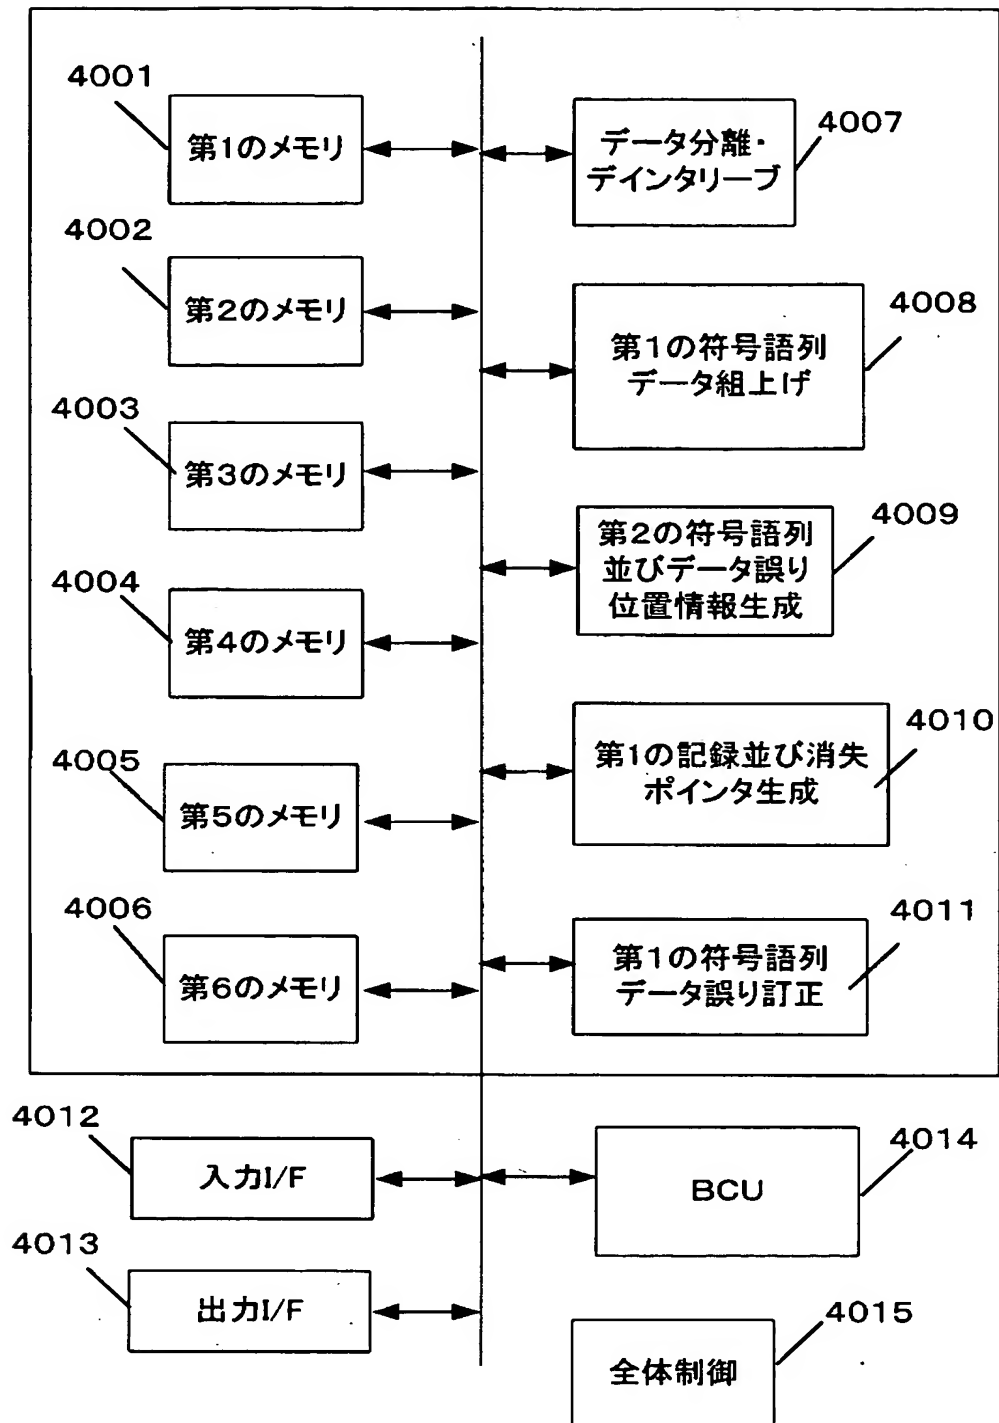 4001
第1のメモリ
4007
データ分離・
デインタリーブ
4002
第2のメモリ
4008
第1の符号語列
データ組上げ
4003
第3のメモリ
4009
第2の符号語列
並びデータ誤り
位置情報生成
4004
第4のメモリ
4010
第1の記録並び消失
ポインタ生成
4005
第5のメモリ
4006
第6のメモリ
4011
第1の符号語列
データ誤り訂正
4012
入力I/F
4014
BCU
4013
出力I/F
4015
全体制御